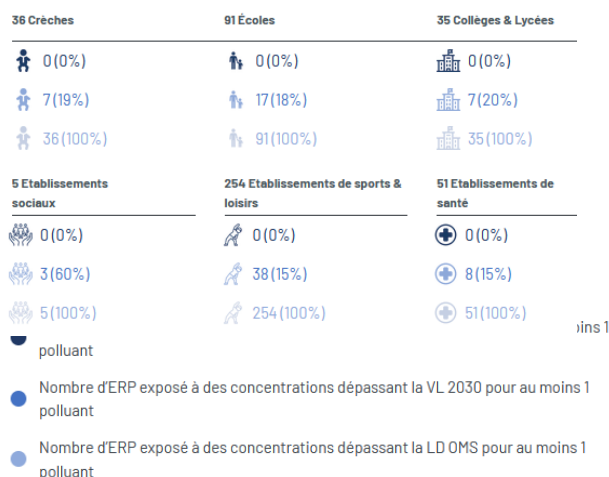 36 Crèches 91 Écoles 35 Collèges & Lycées
0 (0%) 0 (0%) 0 (0%)
7 (19%) 17 (18%) 7 (20%)
36 (100%) 91 (100%) 35 (100%)
5 Etablissements
sociaux
254 Etablissements de sports &
loisirs
51 Etablissements de
santé
0 (0%) 0 (0%) 0 (0%)
3 (60%) 38 (15%) 8 (15%)
5 (100%) 254 (100%) 51 (100%)
1
polluant
Nombre d'ERP exposé à des concentrations dépassant la VL 2030 pour au moins 1
polluant
Nombre d'ERP exposé à des concentrations dépassant la LD OMS pour au moins 1
polluant